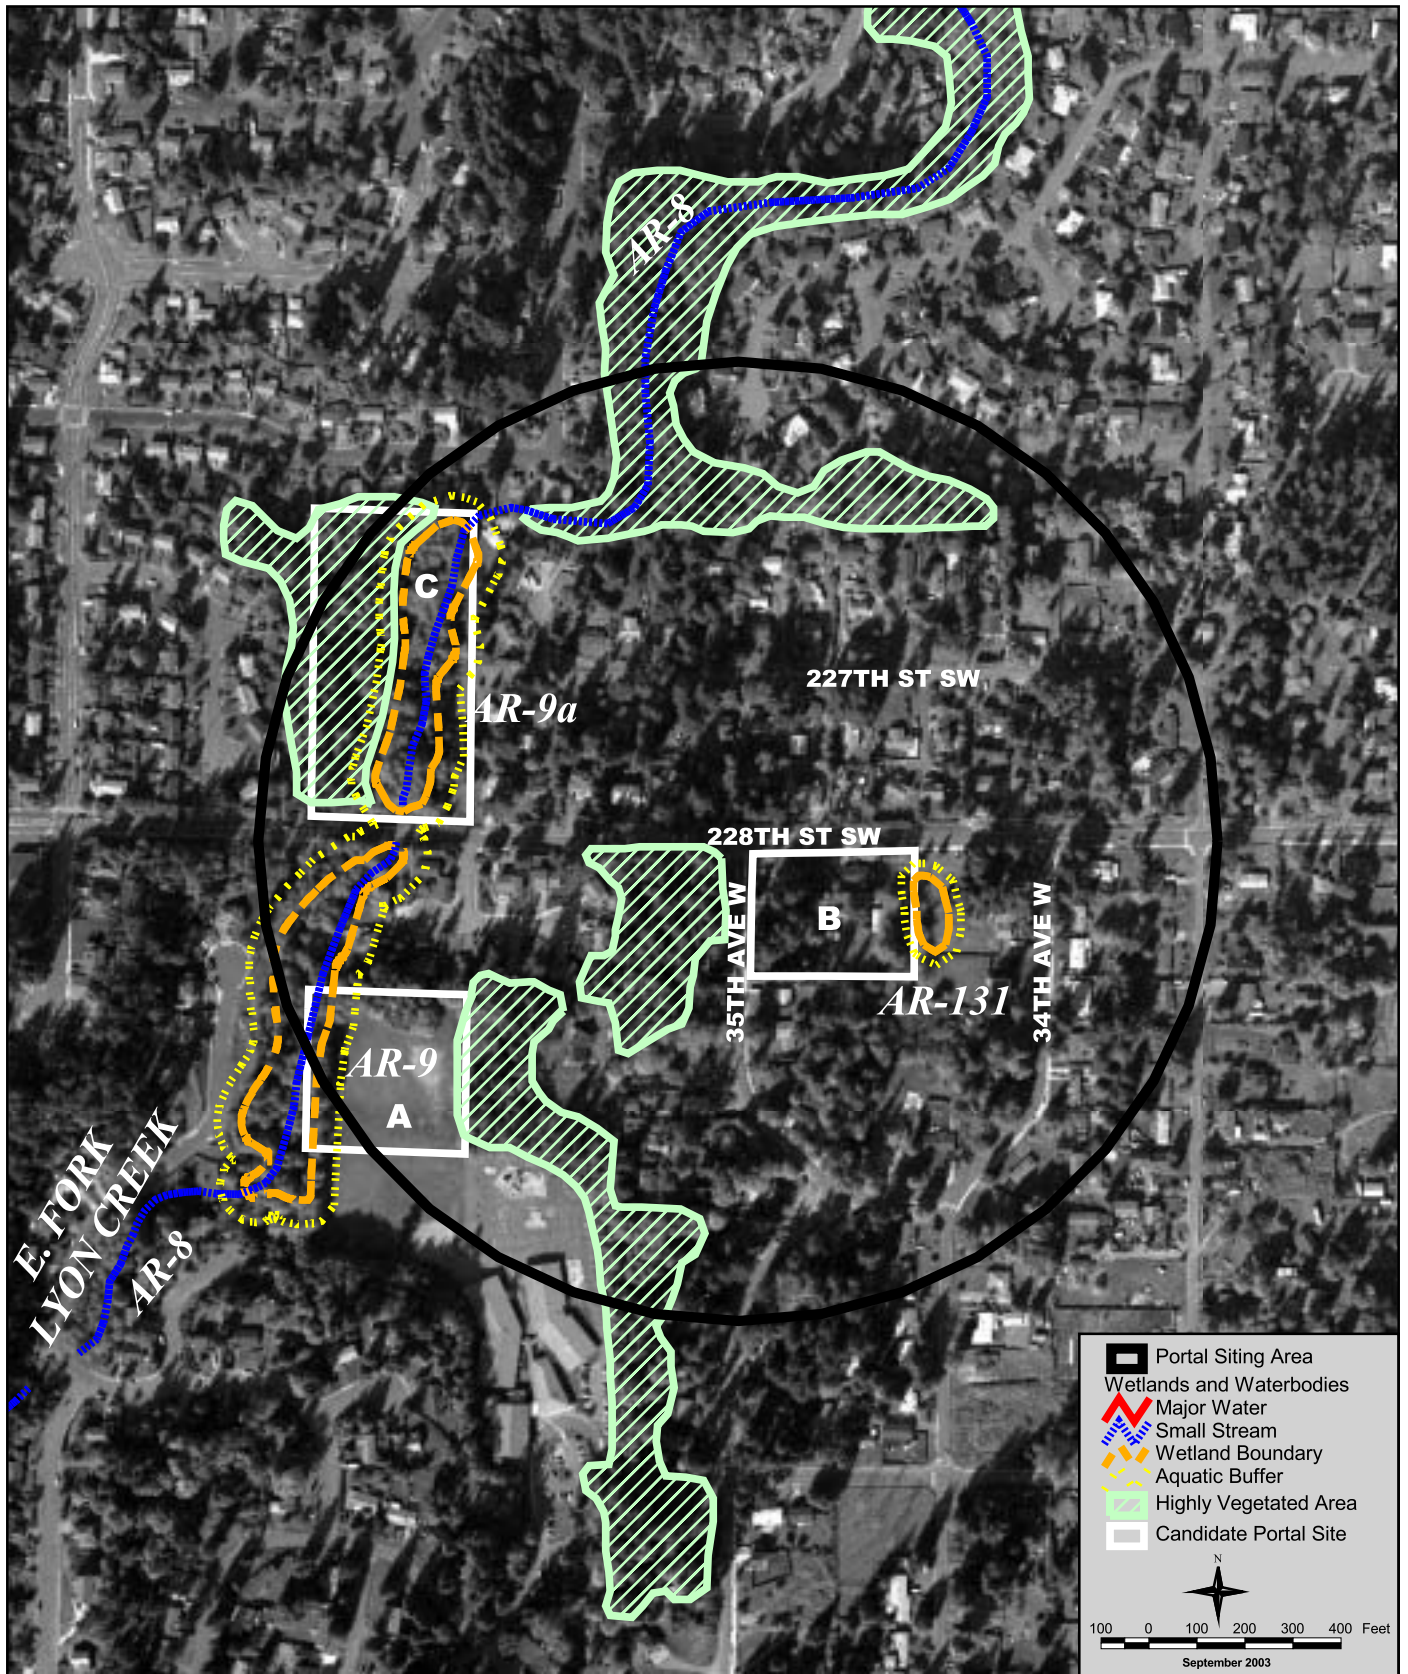 AR-8
C
AR-9a
227TH ST SW
228TH ST SW
35TH AVE W
B
34TH AVE W
AR-131
AR-9
A
E. FORK
LYON CREEK
AR-8
Portal Siting Area
Wetlands and Waterbodies
Major Water
Small Stream
Wetland Boundary
Aquatic Buffer
Highly Vegetated Area
Candidate Portal Site
N
100 0 100 200 300 400 Feet
September 2003